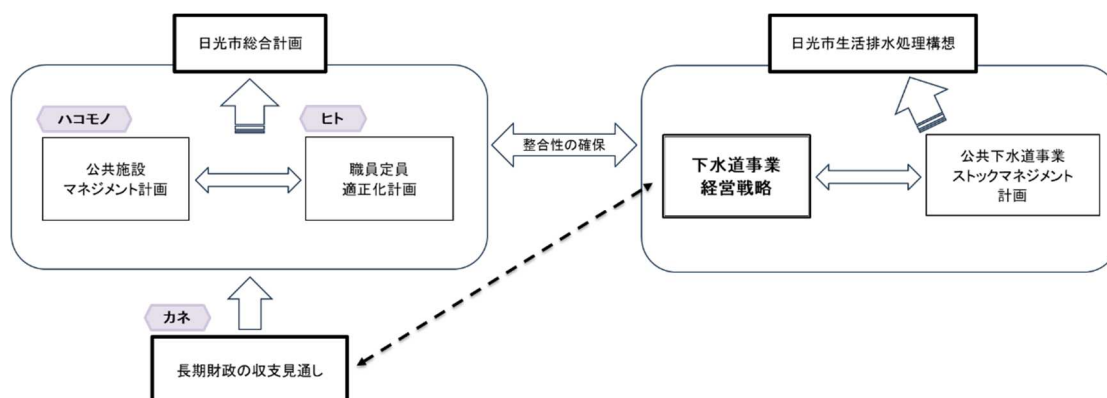 日光市総合計画
日光市生活排水処理構想
ハコモノ
ヒト
公共施設
マネジメント計画
職員定員
適正化計画
整合性の確保
下水道事業
経営戦略
公共下水道事業
ストックマネジメント
計画
カネ
長期財政の収支見通し